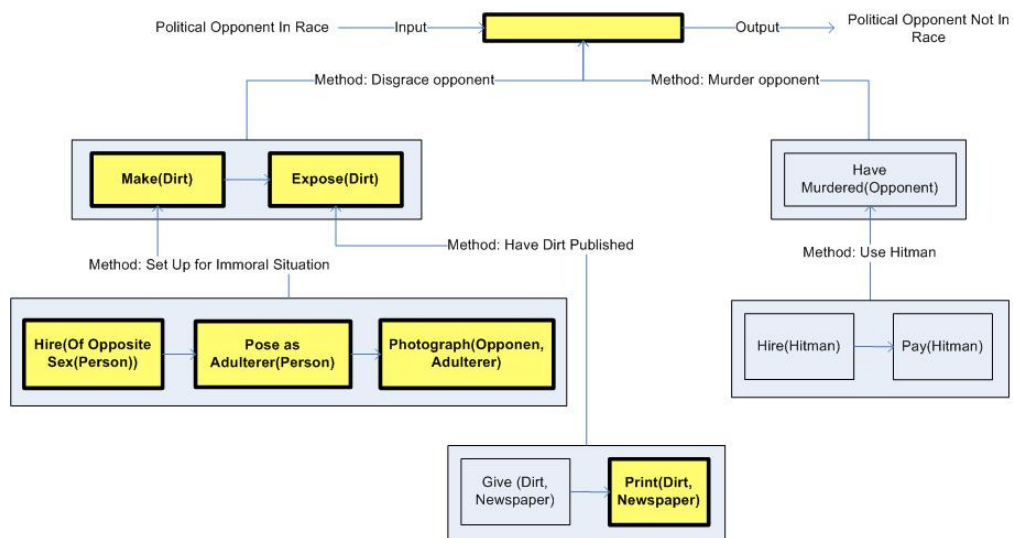 Political Opponent In Race
Input
Output
Political Opponent Not In
Race
Method: Disgrace opponent
Method: Murder opponent
Make(Dirt)
Expose(Dirt)
Have
Murdered(Opponent)
Method: Have Dirt Published
Method: Use Hitman
Method: Set Up for Immoral Situation
Hire(Of Opposite
Sex(Person))
Pose as
Adulterer(Person)
Photograph(Opponen,
Adulterer)
Hire(Hitman)
Pay(Hitman)
Give (Dirt,
Newspaper)
Print(Dirt,
Newspaper)